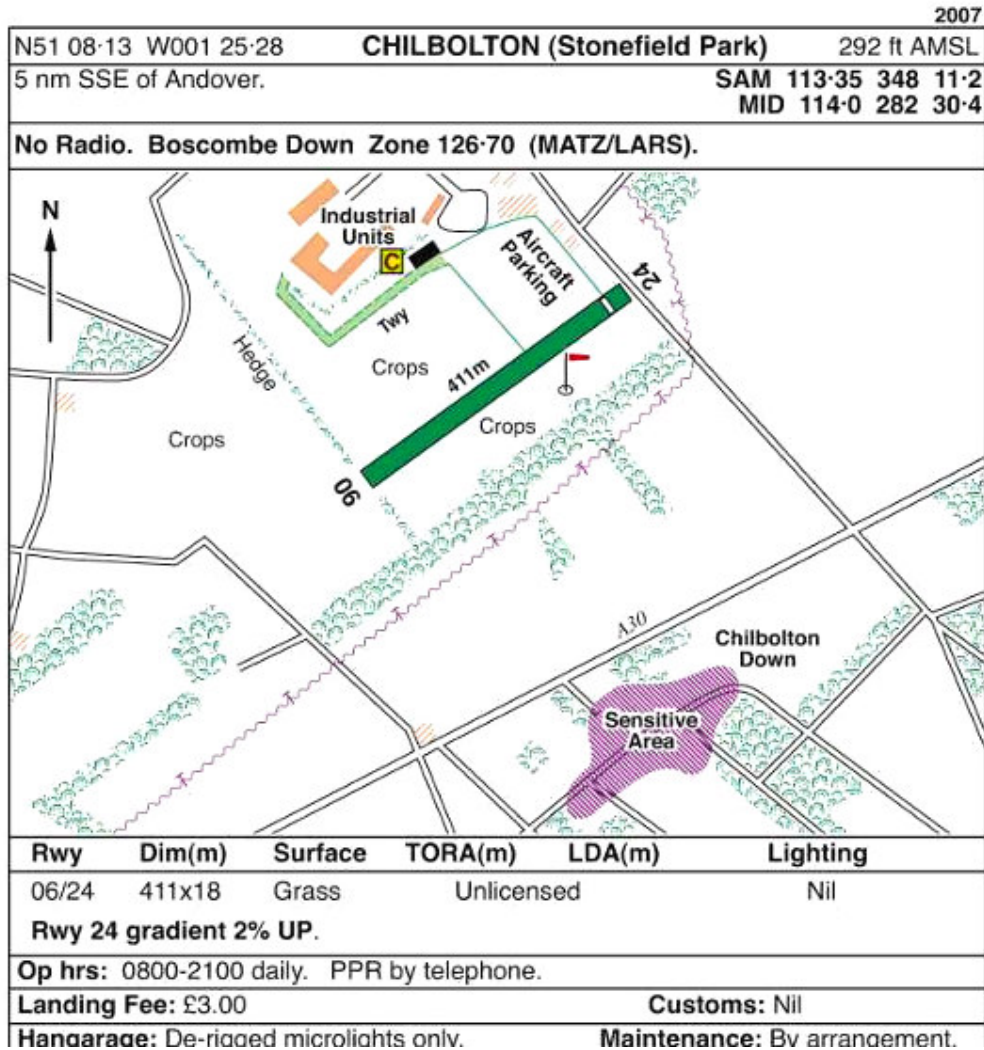 2007
N51 08·13 W001 25·28 CHILBOLTON (Stonefield Park) 292 ft AMSL
5 nm SSE of Andover. SAM 113·35 348 11·2
MID 114·0 282 30·4
No Radio. Boscombe Down Zone 126·70 (MATZ/LARS).
N
Industrial
Units
C
Aircraft
Parking
24
Twy
Hedge
Crops
411m
Crops
Crops
06
A30
Chilbolton
Down
Sensitive
Area
Rwy Dim(m) Surface TORA(m) LDA(m) Lighting
06/24 411x18 Grass Unlicensed Nil
Rwy 24 gradient 2% UP.
Op hrs: 0800-2100 daily. PPR by telephone.
Landing Fee: £3.00 Customs: Nil
Hangarage: De-rigged microlights only. Maintenance: By arrangement.